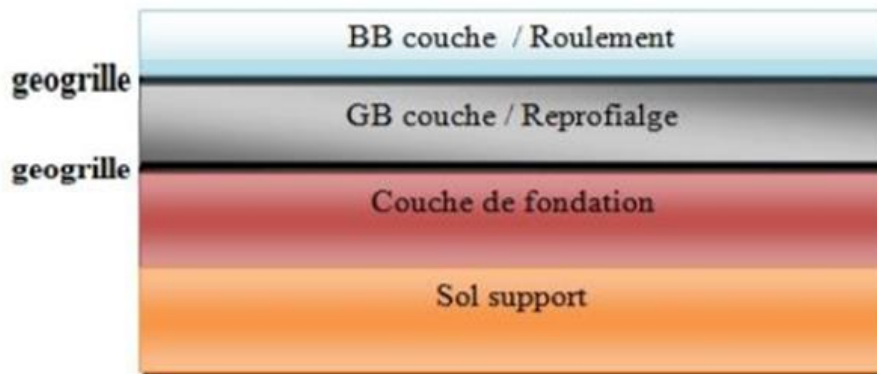 BB couche / Roulement
geogrille
GB couche / Reprofialge
geogrille
Couche de fondation
Sol support